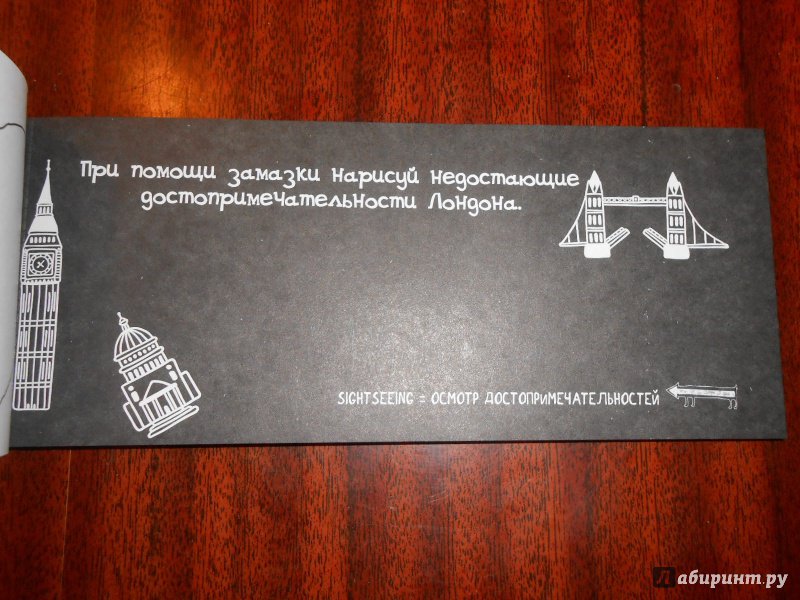 При помощи замазки нарисуй недостающие
достопримечательности Лондона.
SIGHTSEEING = ОСМОТР ДОСТОПРИМЕЧАТЕЛЬНОСТЕЙ
Лабиринт.ру